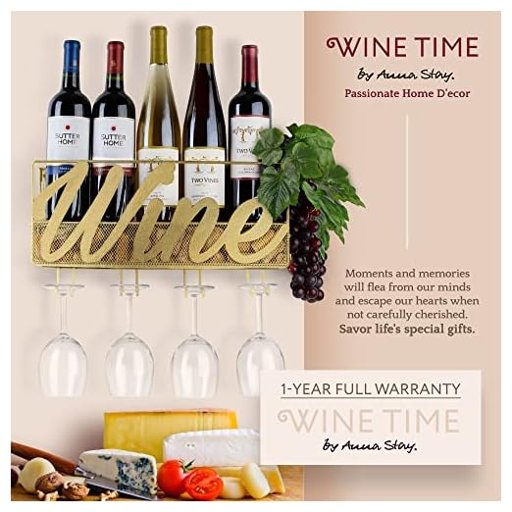 WINE TIME
by Anna Stay.
Passionate Home D'ecor
SUTTER
HOME
SUTTER
HOME
TWO VINES
TWO VINES
Wine
Moments and memories
will flea from our minds
and escape our hearts when
not carefully cherished.
Savor life's special gifts.
1-YEAR FULL WARRANTY
WINE TIME
by Anna Stay.